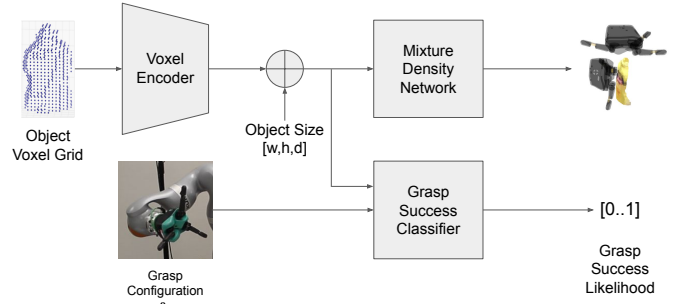 Voxel
Encoder
Mixture
Density
Network
Object
Voxel Grid
Object Size
[w,h,d]
Grasp
Success
Classifier
[0..1]
Grasp
Configuration
Grasp
Success
Likelihood